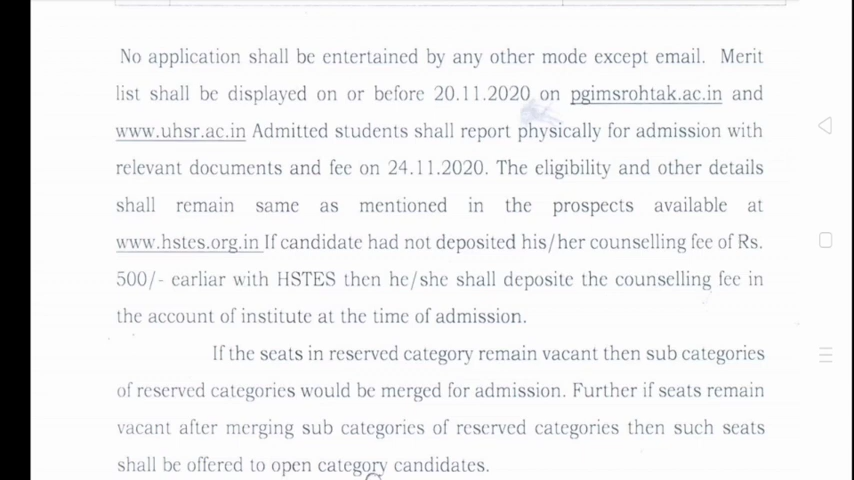 No application shall be entertained by any other mode except email. Merit
list shall be displayed on or before 20.11.2020 on pgimsrohtak.ac.in and
www.uhsr.ac.in Admitted students shall report physically for admission with
relevant documents and fee on 24.11.2020. The eligibility and other details
shall remain same as mentioned in the prospects available at
www.hstes.org.in If candidate had not deposited his/her counselling fee of Rs.
500/- earliar with HSTES then he/she shall deposite the counselling fee in
the account of institute at the time of admission.
If the seats in reserved category remain vacant then sub categories
of reserved categories would be merged for admission. Further if seats remain
vacant after merging sub categories of reserved categories then such seats
shall be offered to open category candidates.